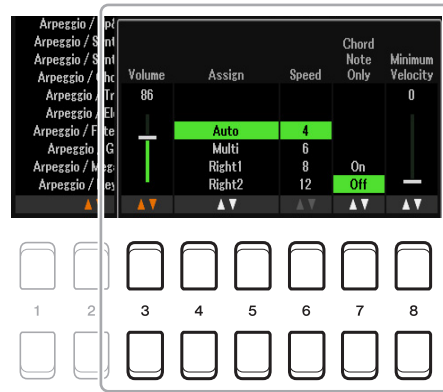 Arpeggio /
Arpeggio /
Arpeggio /
Arpeggio /
Arpeggio
Arpeggio
Arpeggio /
Arpeggio
Arpeggio /
Arpeggio /
Volume
Assign
Speed
Chord
Note
Only
Minimum
Velocity
86
0
Auto 4
Multi 6
Right1 8 On
Right2 12 Off
1 2 3 4 5 6 7 8